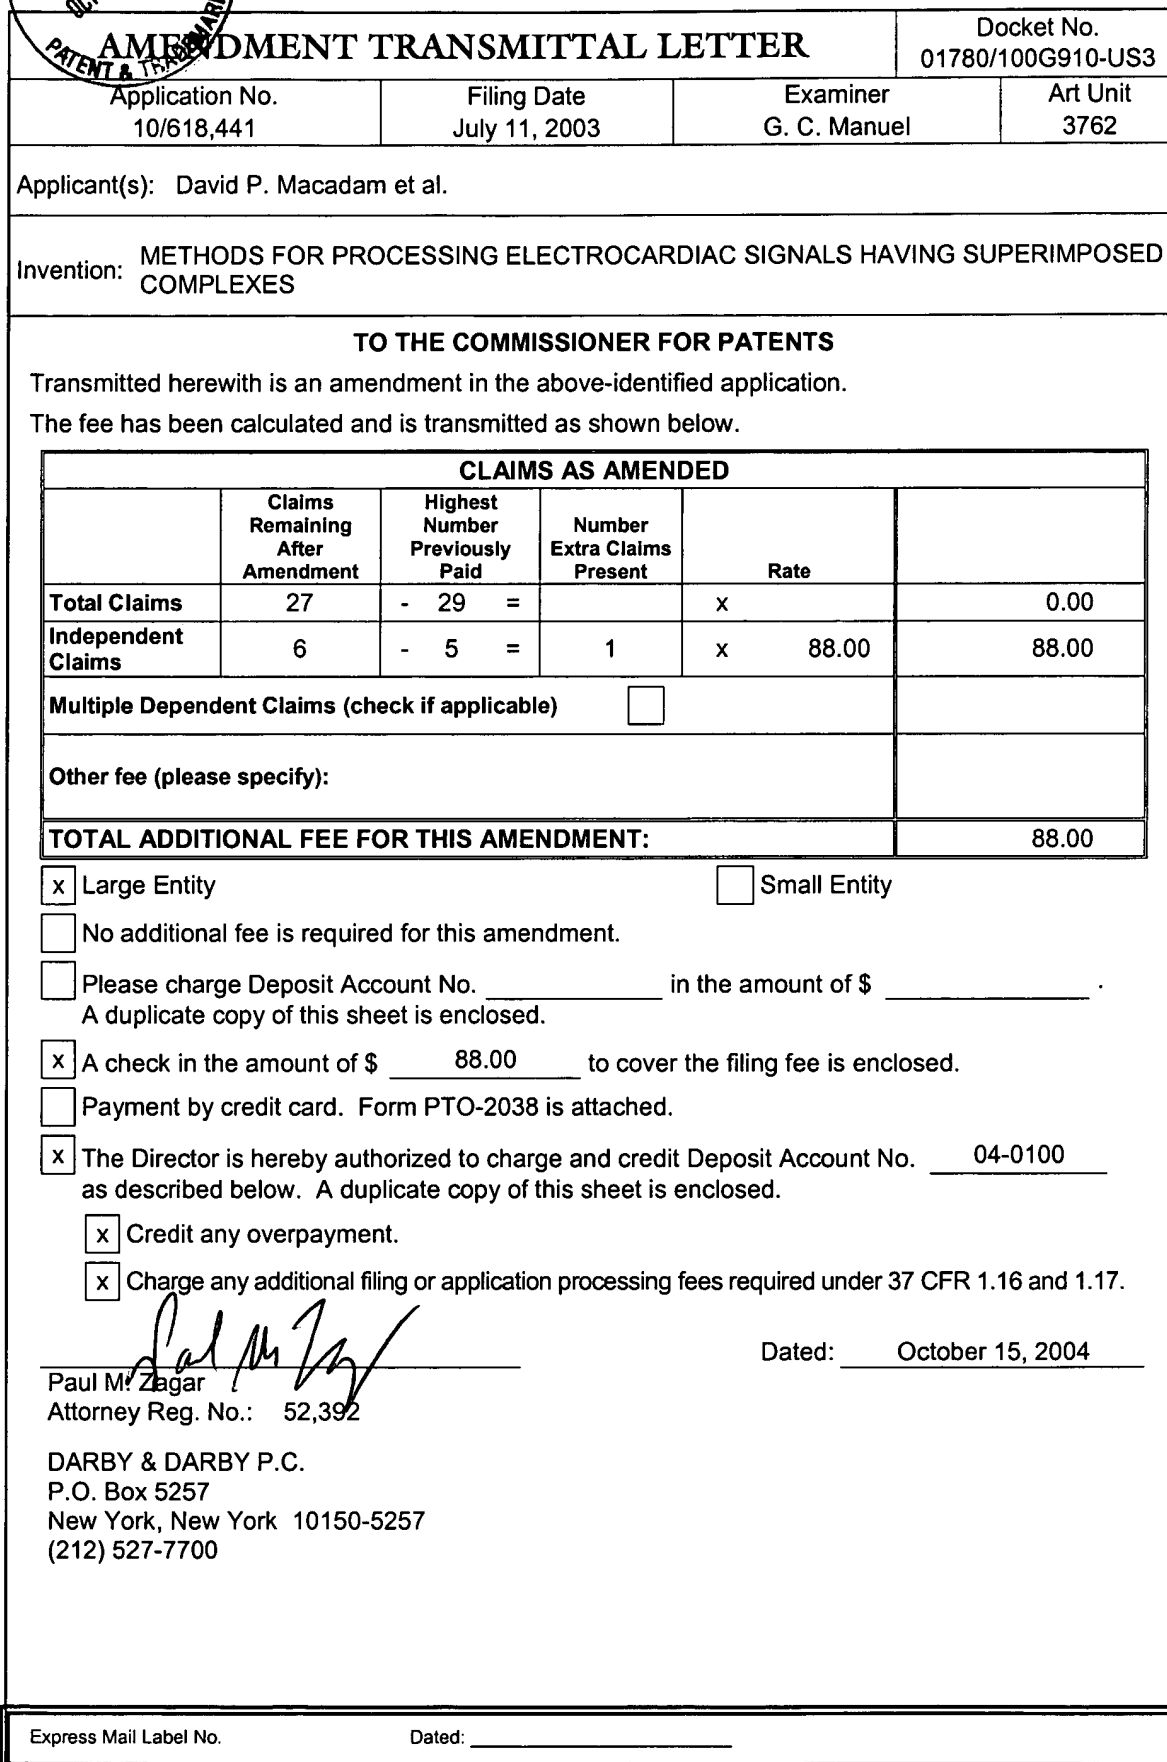 PATENT & TRADEMAR
AMENDMENT TRANSMITTAL LETTER
Docket No.
01780/100G910-US3
Application No.
10/618,441
Filing Date
July 11, 2003
Examiner
G. C. Manuel
Art Unit
3762
Applicant(s): David P. Macadam et al.
Invention: METHODS FOR PROCESSING ELECTROCARDIAC SIGNALS HAVING SUPERIMPOSED
COMPLEXES
TO THE COMMISSIONER FOR PATENTS
Transmitted herewith is an amendment in the above-identified application.
The fee has been calculated and is transmitted as shown below.
CLAIMS AS AMENDED
Claims
Remaining
After
Amendment
Highest
Number
Previously
Paid
Number
Extra Claims
Present
Rate
Total Claims 27 - 29 = x 0.00
Independent
Claims 6 - 5 = 1 x 88.00 88.00
Multiple Dependent Claims (check if applicable)
Other fee (please specify):
TOTAL ADDITIONAL FEE FOR THIS AMENDMENT: 88.00
x Large Entity Small Entity
No additional fee is required for this amendment.
Please charge Deposit Account No. in the amount of $ .
A duplicate copy of this sheet is enclosed.
x A check in the amount of $ 88.00 to cover the filing fee is enclosed.
Payment by credit card. Form PTO-2038 is attached.
x The Director is hereby authorized to charge and credit Deposit Account No. 04-0100
as described below. A duplicate copy of this sheet is enclosed.
x Credit any overpayment.
x Charge any additional filing or application processing fees required under 37 CFR 1.16 and 1.17.
Dated: October 15, 2004
Paul M. Zagar
Attorney Reg. No.: 52,392
DARBY & DARBY P.C.
P.O. Box 5257
New York, New York 10150-5257
(212) 527-7700
Express Mail Label No. Dated: